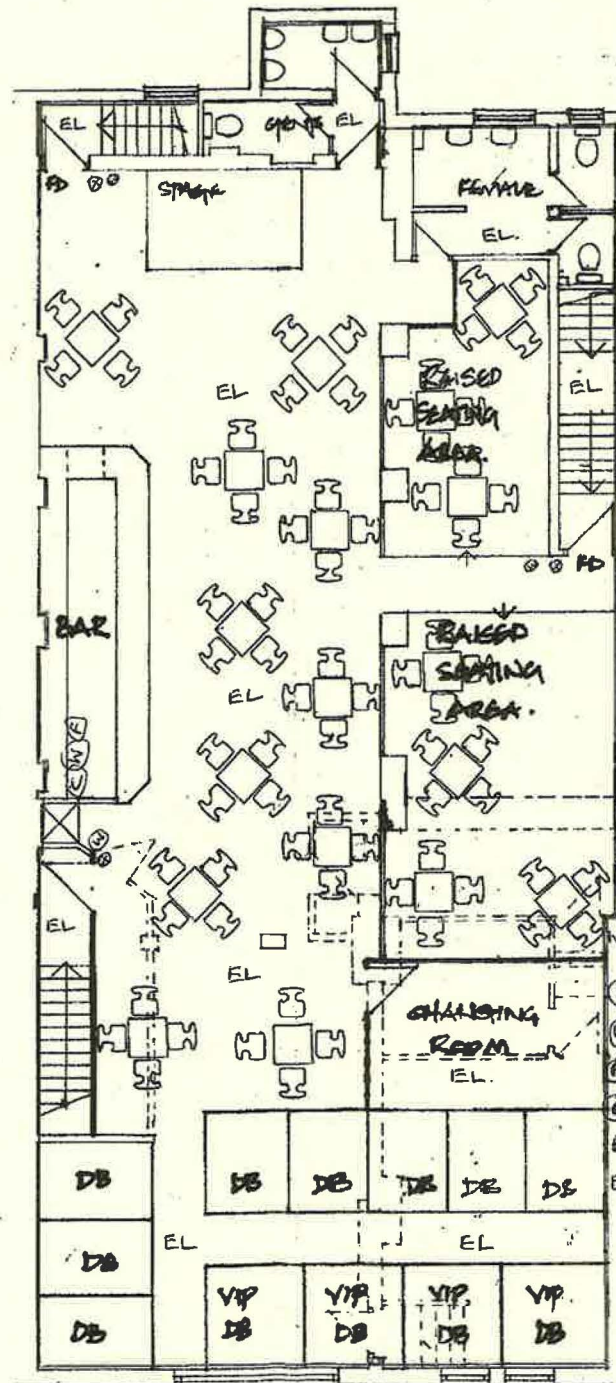 EL
GENTS
EL
FD
STAGE
FEMALE
EL.
EL
RAISED
SEATING
AREA.
EL
FD
BAR
RAISED
SEATING
AREA.
EL
EL
EL
CHANGING
ROOM
EL.
DB
DB
DB
DB
DB
DB
EL
EL
DB
DB
VIP
DB
VIP
DB
VIP
DB
VIP
DB